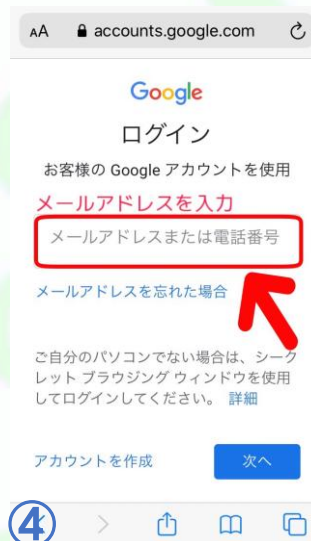 AA accounts.google.com
Google
ログイン
お客様の Google アカウントを使用
メールアドレスを入力
メールアドレスまたは電話番号
メールアドレスを忘れた場合
ご自分のパソコンでない場合は、シーク
レット ブラウジング ウィンドウを使用
してログインしてください。 詳細
アカウントを作成 次へ
④